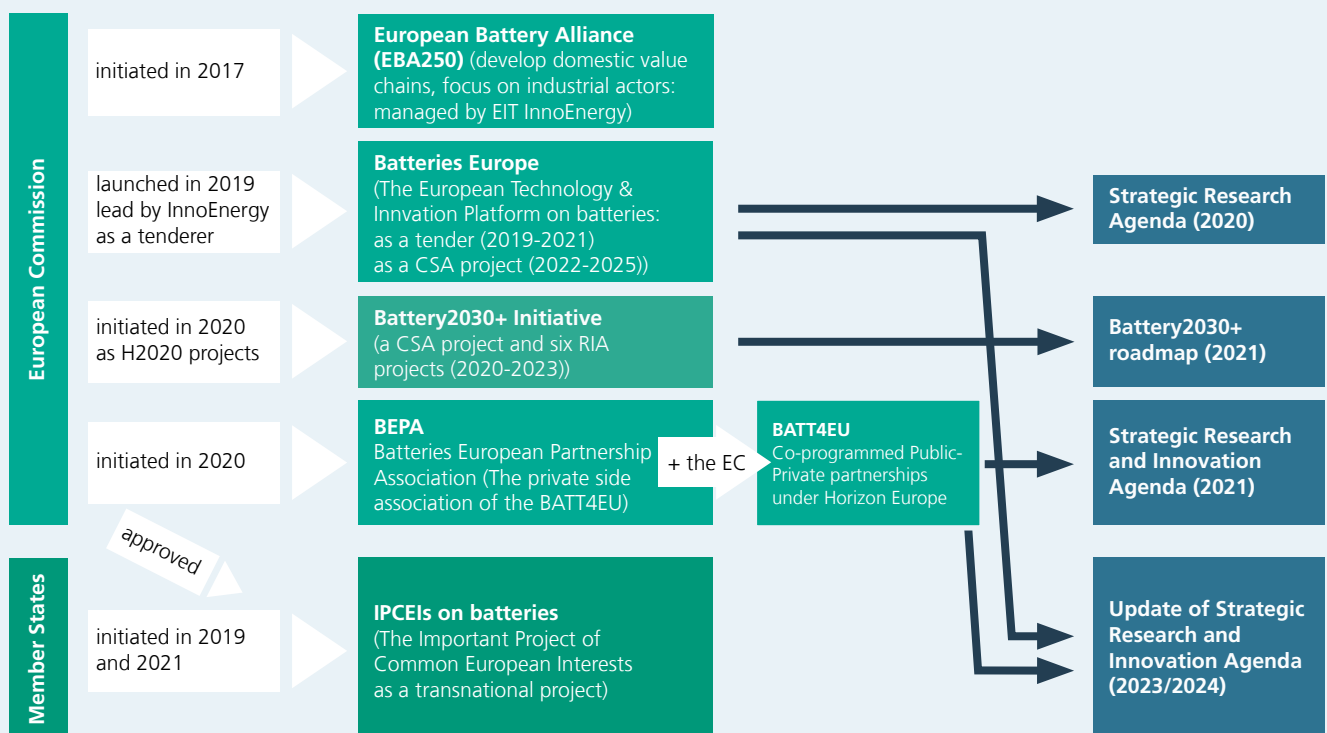 European Commission
initiated in 2017
European Battery Alliance
(EBA250) (develop domestic value
chains, focus on industrial actors:
managed by EIT InnoEnergy)
launched in 2019
lead by InnoEnergy
as a tenderer
Batteries Europe
(The European Technology &
Innvation Platform on batteries:
as a tender (2019-2021)
as a CSA project (2022-2025))
Strategic Research
Agenda (2020)
initiated in 2020
as H2020 projects
Battery2030+ Initiative
(a CSA project and six RIA
projects (2020-2023))
Battery2030+
roadmap (2021)
initiated in 2020
BEPA
Batteries European Partnership
Association (The private side
association of the BATT4EU)
+ the EC
BATT4EU
Co-programmed Public-
Private partnerships
under Horizon Europe
Strategic Research
and Innovation
Agenda (2021)
approved
Member States
initiated in 2019
and 2021
IPCEIs on batteries
(The Important Project of
Common European Interests
as a transnational project)
Update of Strategic
Research and
Innovation Agenda
(2023/2024)